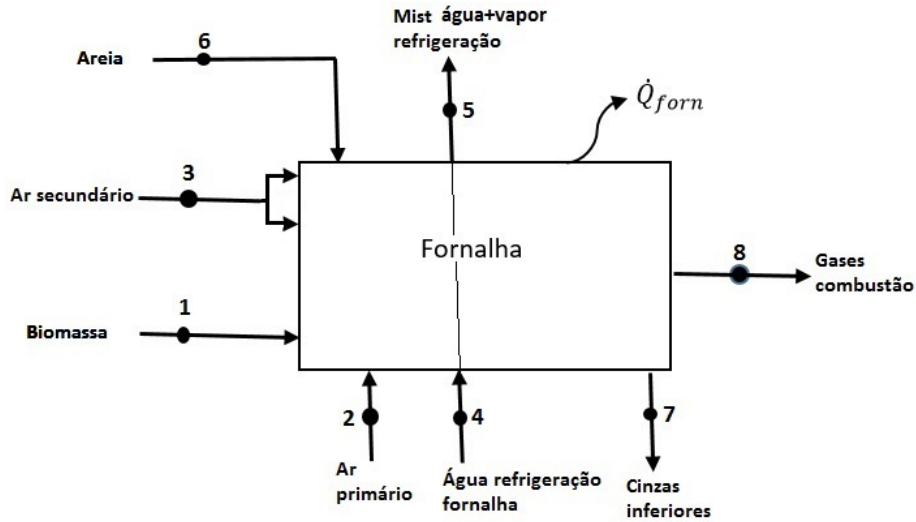 Mist água+vapor
refrigeração
6
Areia
5
Q̇forn
3
Ar secundário
Fornalha
8
Gases
combustão
1
Biomassa
2
4
7
Ar
primário
Água refrigeração
fornalha
Cinzas
inferiores